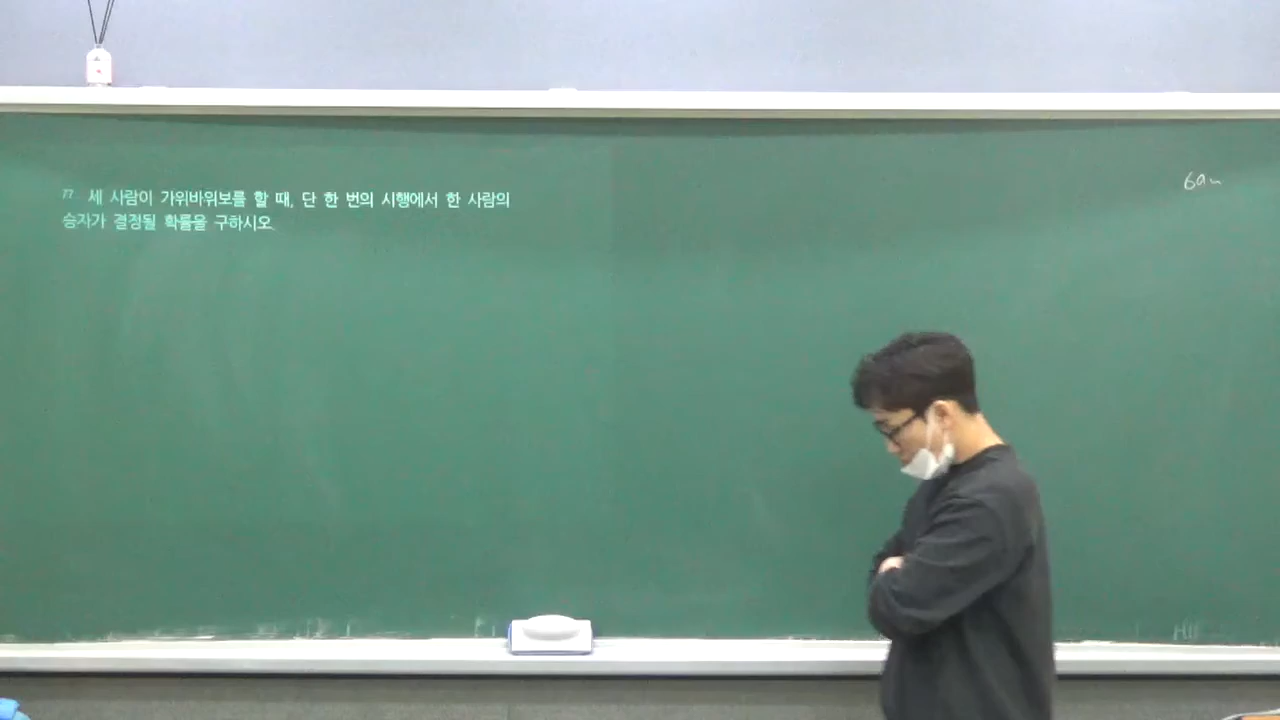 77 세 사람이 가위바위보를 할 때, 단 한 번의 시행에서 한 사람의
승자가 결정될 확률을 구하시오.